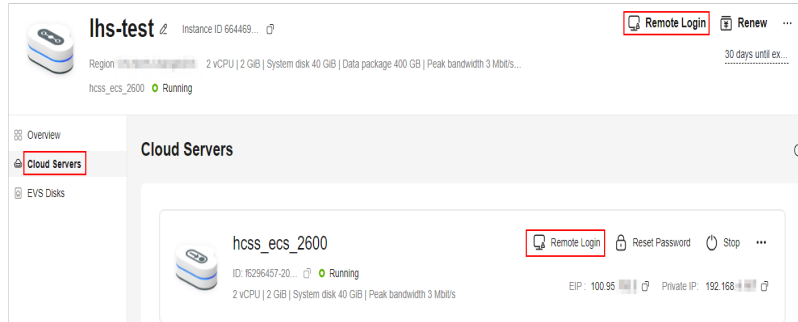 lhs-test Instance ID 664469... Remote Login Renew ...
Region 2 vCPU | 2 GiB | System disk 40 GiB | Data package 400 GB | Peak bandwidth 3 Mbit/s... 30 days until ex...
hcss_ecs_2600 Running
Overview
Cloud Servers
EVS Disks
Cloud Servers
hcss_ecs_2600 Remote Login Reset Password Stop ...
ID: f6296457-20... Running
2 vCPU | 2 GiB | System disk 40 GiB | Peak bandwidth 3 Mbit/s
EIP: 100.95 Private IP: 192.168